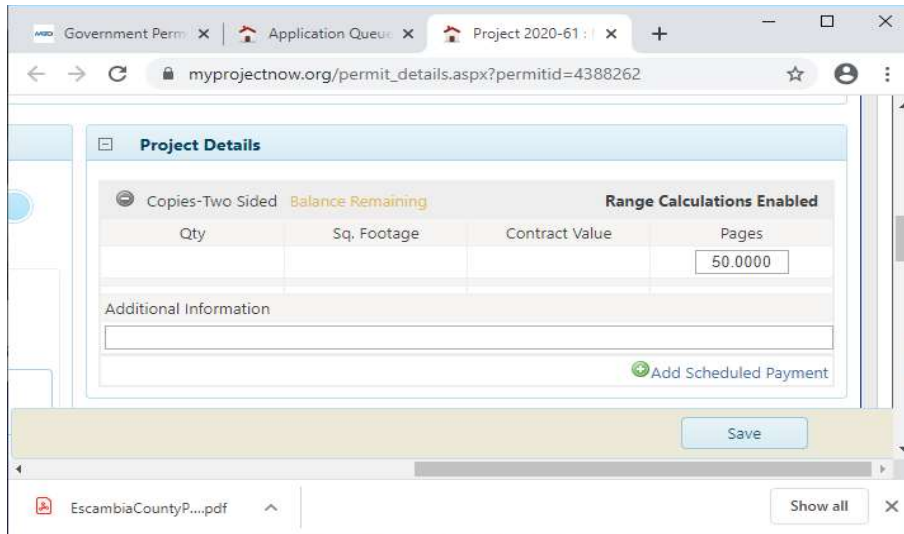 MGO Government Perm
Application Queue
Project 2020-61 :
myprojectnow.org/permit_details.aspx?permitid=4388262
Project Details
Copies-Two Sided Balance Remaining Range Calculations Enabled
Qty Sq. Footage Contract Value Pages
50.0000
Additional Information
Add Scheduled Payment
Save
EscambiaCountyP....pdf Show all